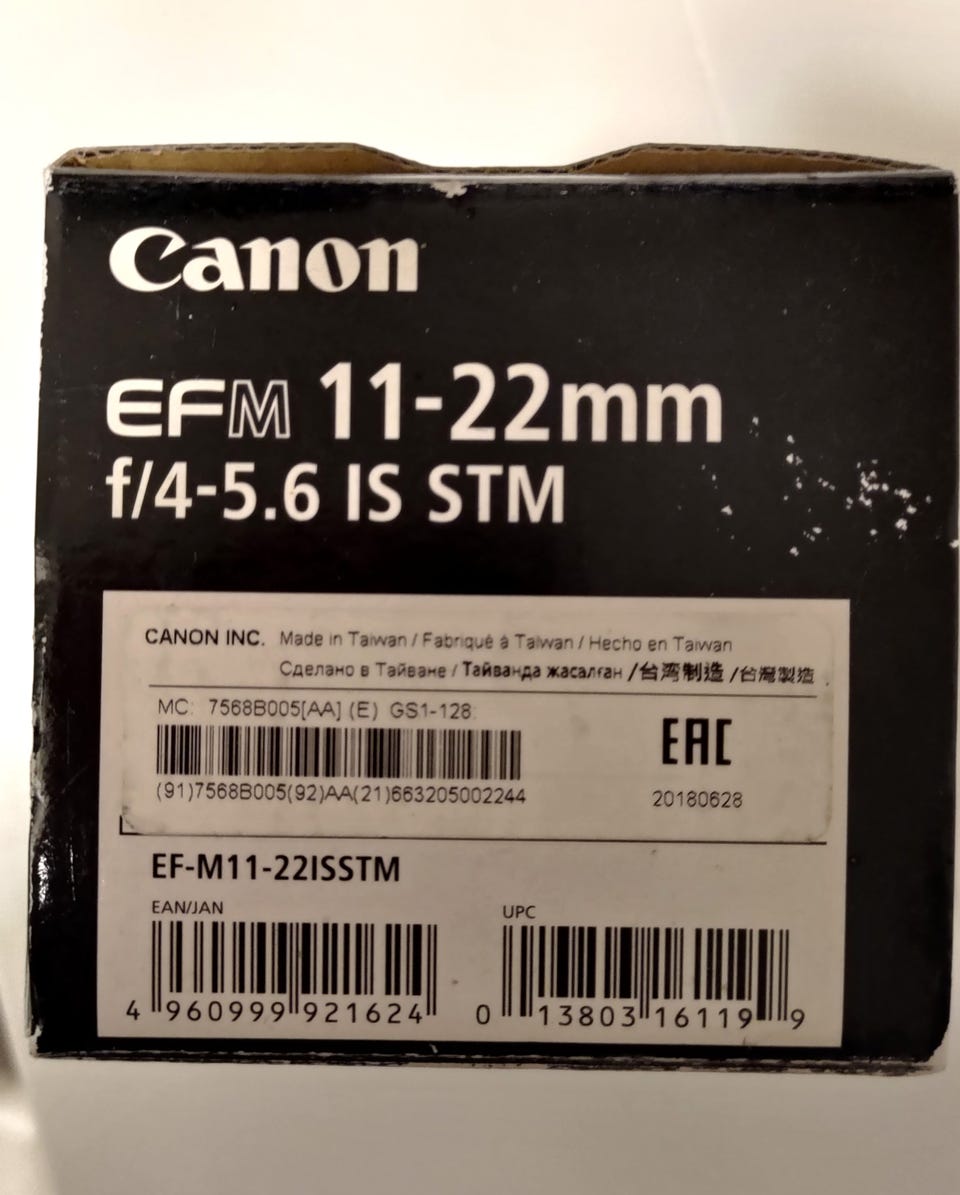 Canon
EFM 11-22mm
f/4-5.6 IS STM
CANON INC. Made in Taiwan / Fabriqué à Taïwan / Hecho en Taiwan
Сделано в Тайване / Тайванда жасалған /台湾制造 /台灣製造
MC: 7568B005[AA] (E) GS1-128
EAC
(91)7568B005(92)AA(21)663205002244
20180628
EF-M11-22ISSTM
EAN/JAN
UPC
4 960999 921624
0 13803 16119 9